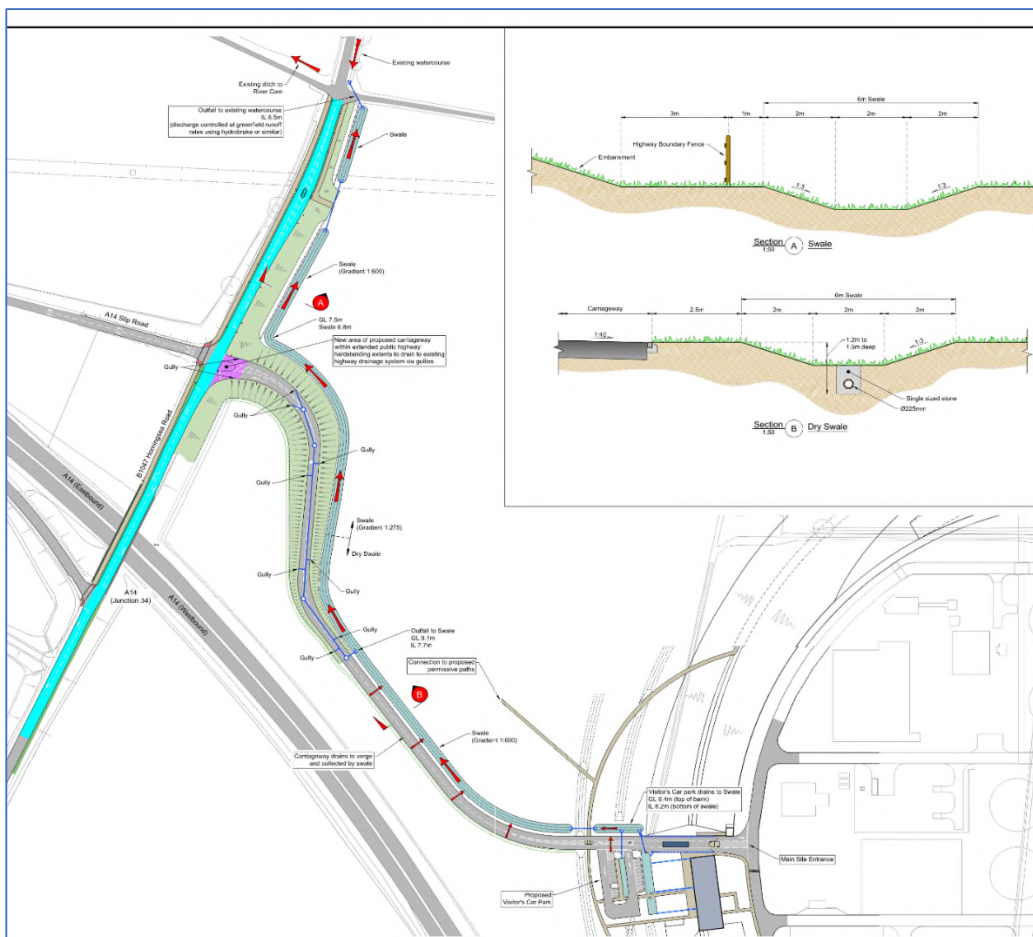 Existing ditch to
River Cam
Existing watercourse
Outfall to existing watercourse
IL 6.5m
(discharge controlled at greenfield runoff
rates using hydrobrake or similar)
Swale
Swale
(Gradient 1:600)
A
A14 Slip Road
GL 7.5m
Swale 6.8m
New area of proposed carriageway
within extended public highway
hardstanding extents to drain to existing
highway drainage system via gullies
Gully
Gully
Gully
Gully
B1047 Horningsea Road
A14 (Eastbound)
Swale
(Gradient 1:275)
Dry Swale
Gully
Gully
A14
(Junction 34)
A14 (Westbound)
Gully
Gully
Outfall to Swale
GL 9.1m
IL 7.7m
Connection to proposed
permissive paths
B
Swale
(Gradient 1:600)
Carriageway drains to verge
and collected by swale
Visitor's Car park drains to Swale
GL 9.4m (top of bank)
IL 8.2m (bottom of swale)
Main Site Entrance
Proposed
Visitor's Car Park
6m Swale
3m
1m
2m
2m
2m
Highway Boundary Fence
Embankment
1:3
1:3
Section A Swale
1:50
6m Swale
Carriageway
2.5m
2m
2m
2m
1:42
1.2m to
1:3
Single sized stone
Ø225mm
Section B Dry Swale
1:50